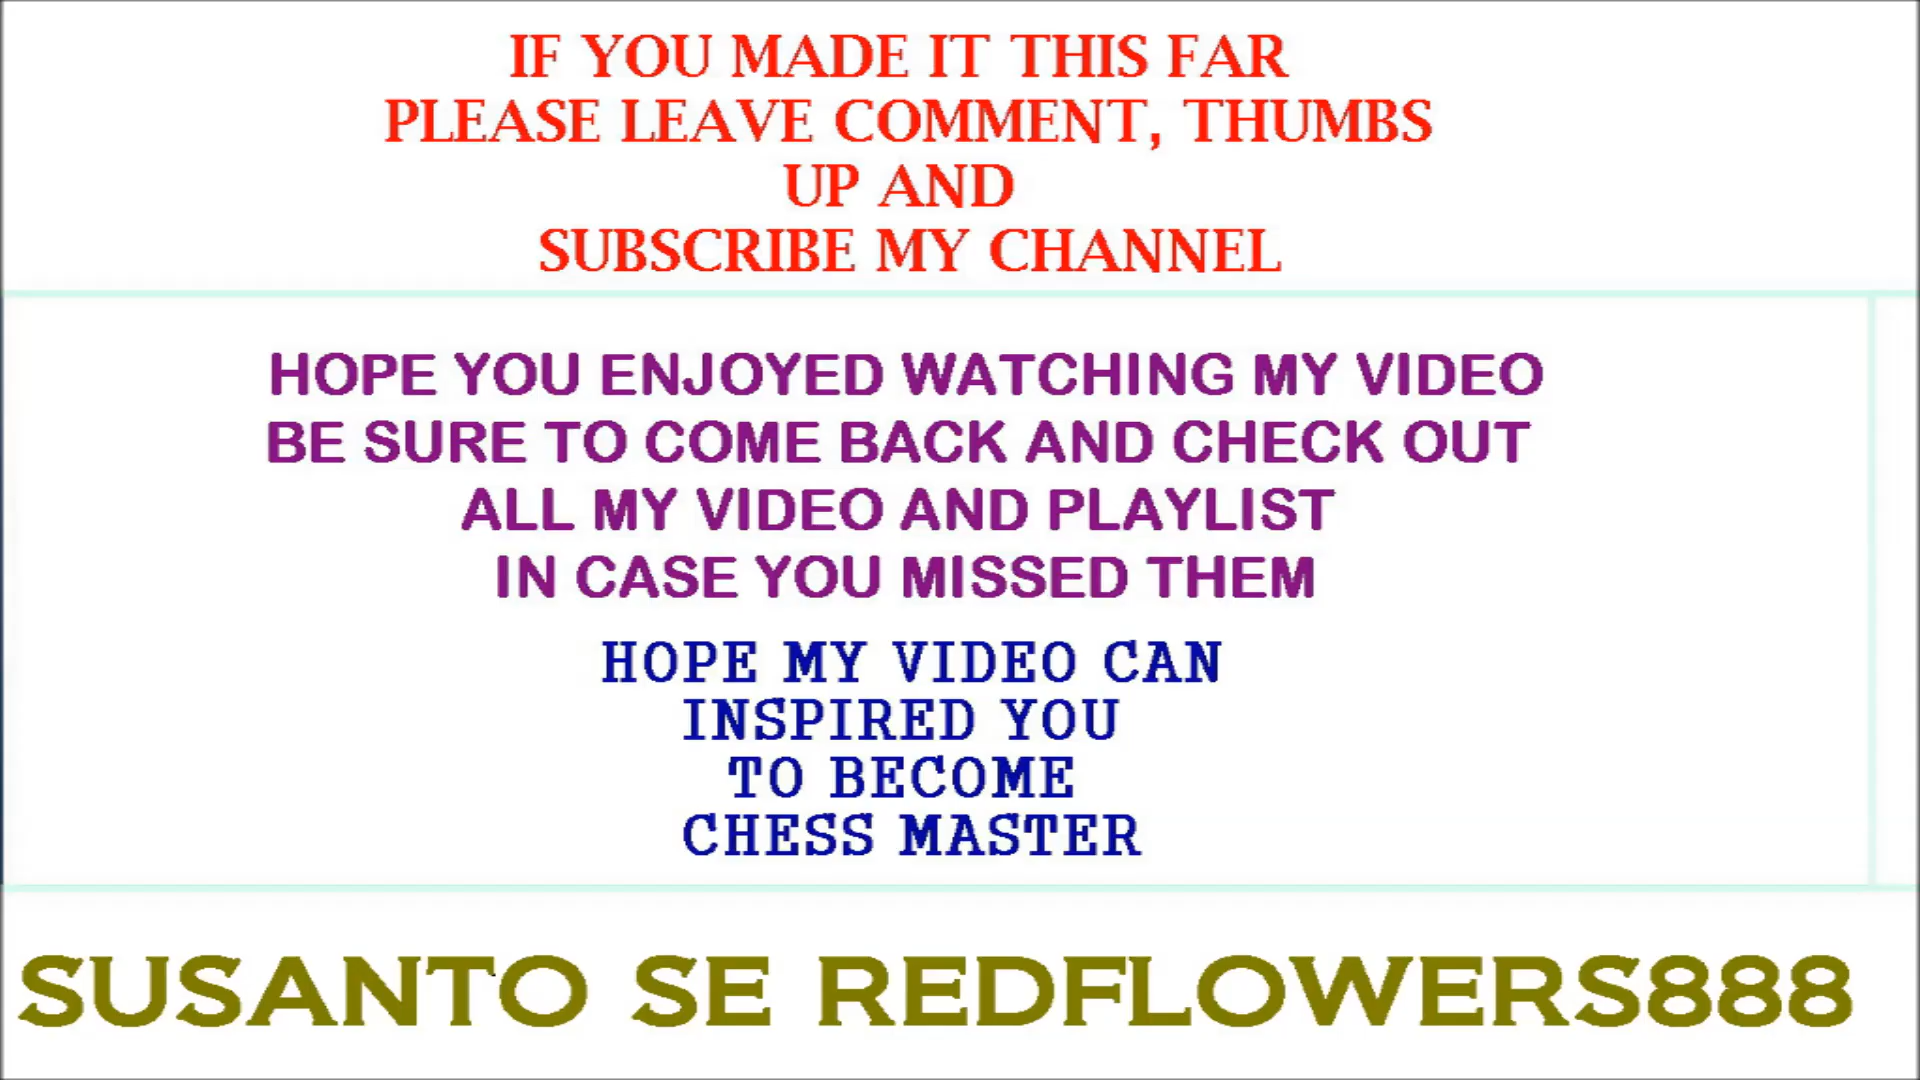 IF YOU MADE IT THIS FAR
PLEASE LEAVE COMMENT, THUMBS
UP AND
SUBSCRIBE MY CHANNEL
HOPE YOU ENJOYED WATCHING MY VIDEO
BE SURE TO COME BACK AND CHECK OUT
ALL MY VIDEO AND PLAYLIST
IN CASE YOU MISSED THEM
HOPE MY VIDEO CAN
INSPIRED YOU
TO BECOME
CHESS MASTER
SUSANTO SE REDFLOWERS888